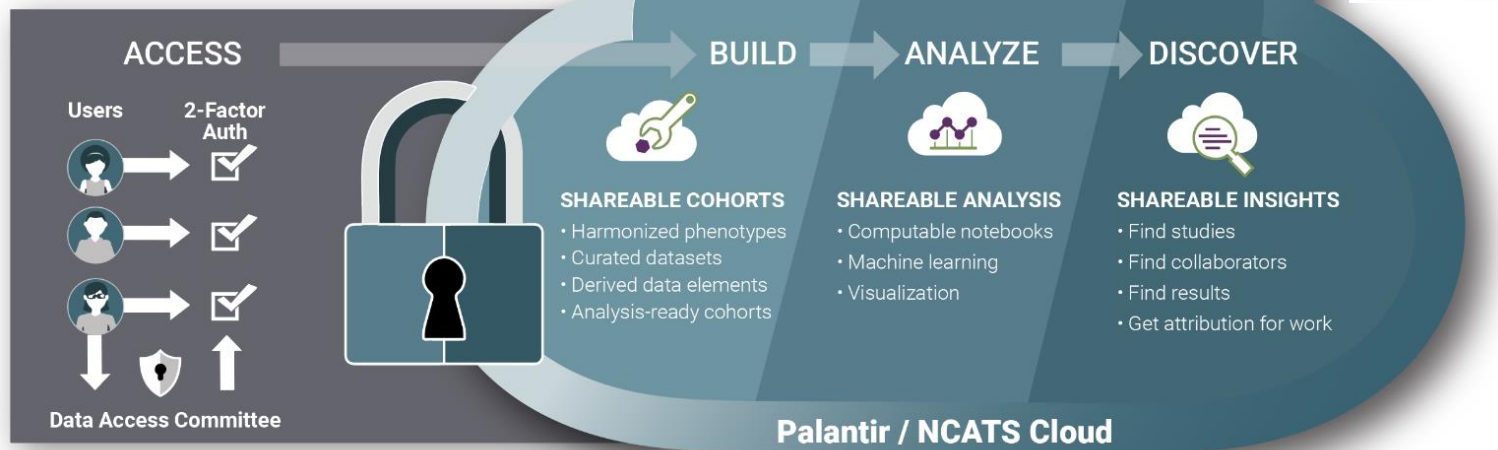 ACCESS
Users
2-Factor
Auth
Data Access Committee
BUILD
SHAREABLE COHORTS
• Harmonized phenotypes
• Curated datasets
• Derived data elements
• Analysis-ready cohorts
ANALYZE
SHAREABLE ANALYSIS
• Computable notebooks
• Machine learning
• Visualization
DISCOVER
SHAREABLE INSIGHTS
• Find studies
• Find collaborators
• Find results
• Get attribution for work
Palantir / NCATS Cloud